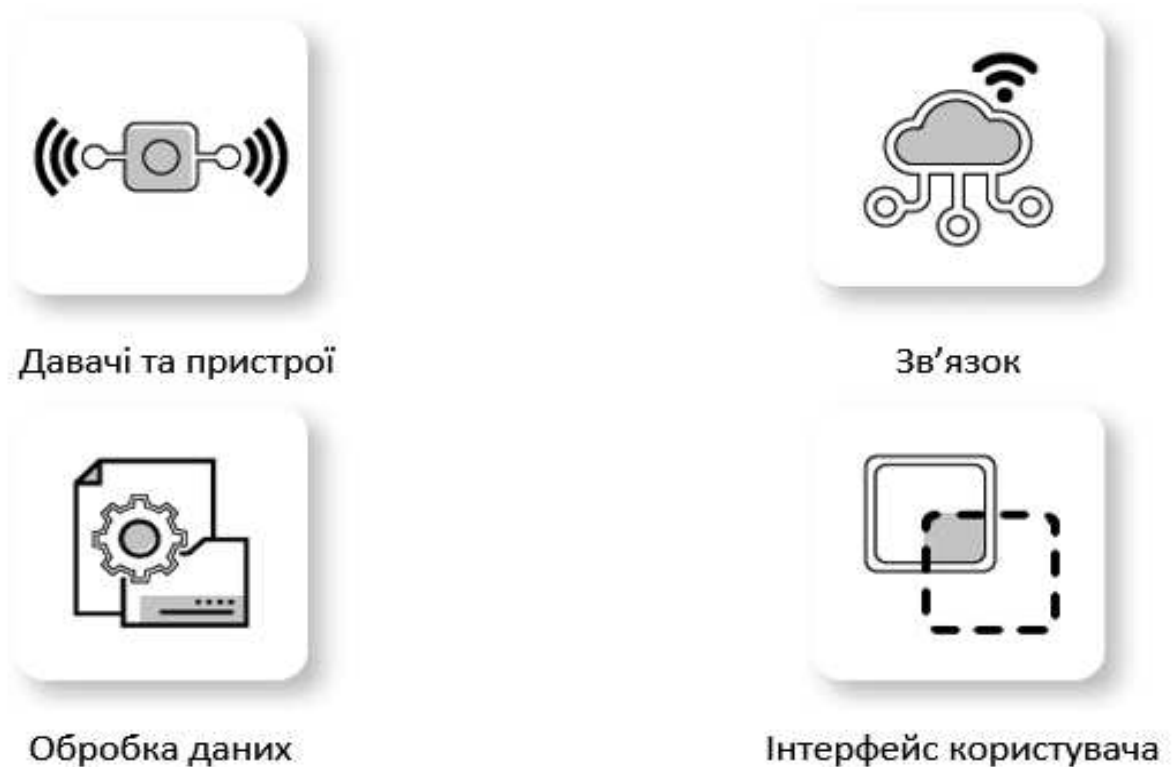 Давачі та пристрої
Зв’язок
Обробка даних
Інтерфейс користувача